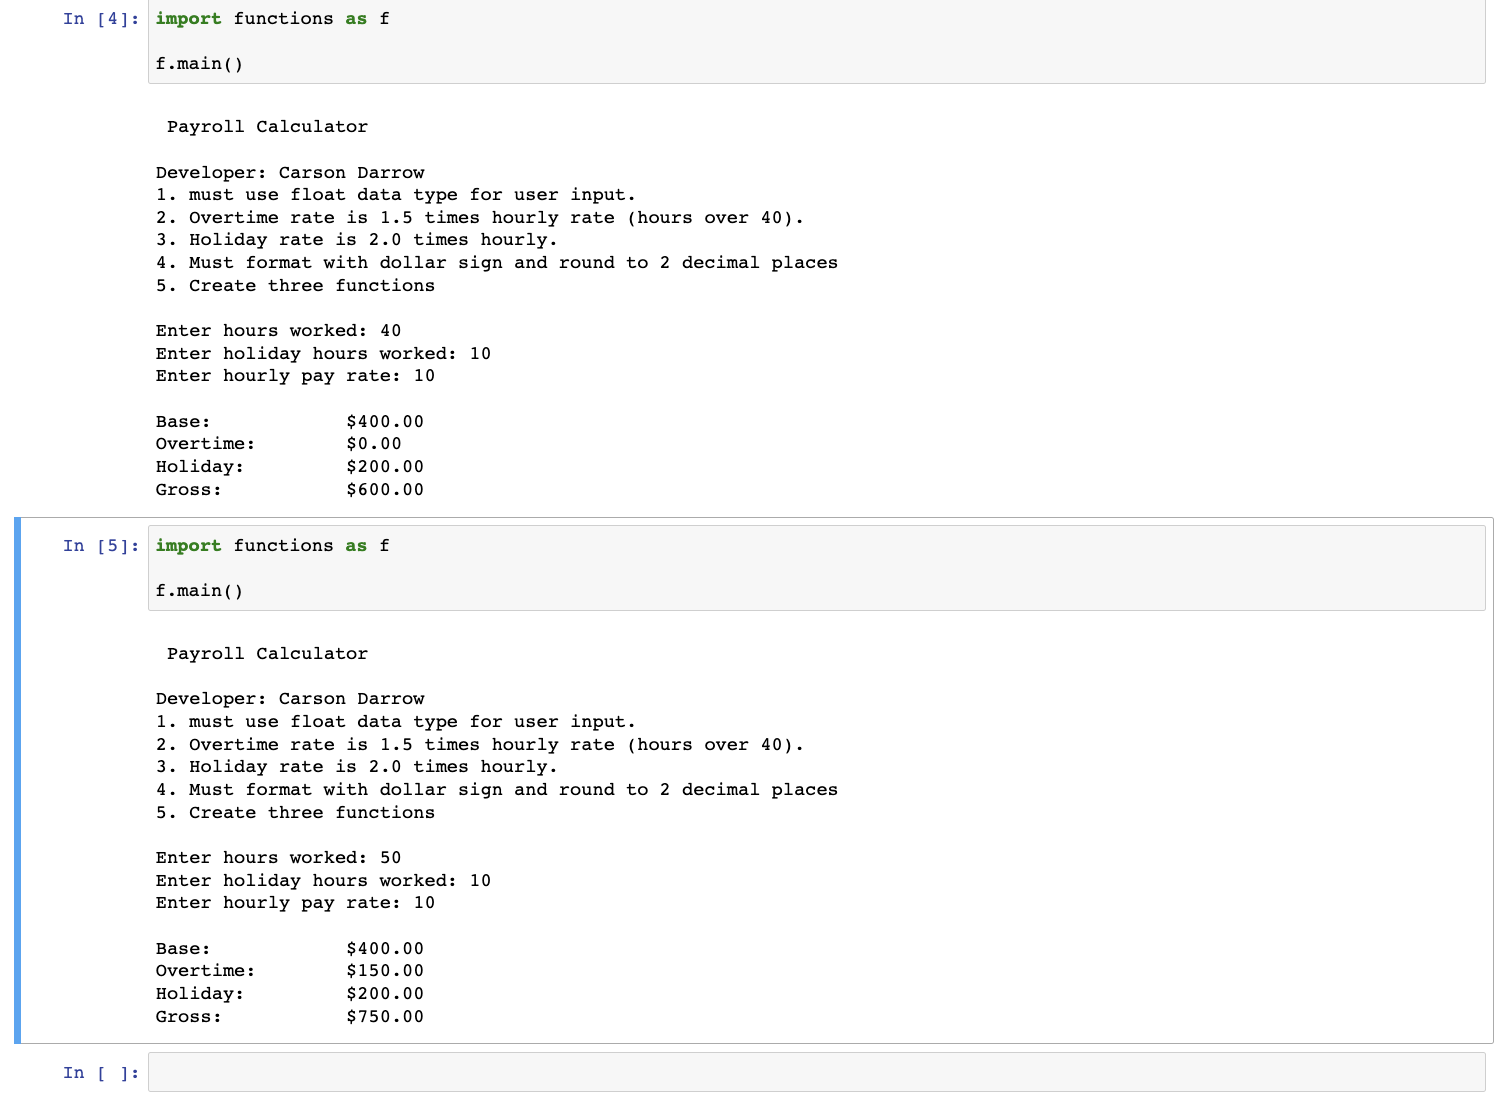 In [4]: import functions as f
f.main()
Payroll Calculator
Developer: Carson Darrow
1. must use float data type for user input.
2. Overtime rate is 1.5 times hourly rate (hours over 40).
3. Holiday rate is 2.0 times hourly.
4. Must format with dollar sign and round to 2 decimal places
5. Create three functions
Enter hours worked: 40
Enter holiday hours worked: 10
Enter hourly pay rate: 10
Base: $400.00
Overtime: $0.00
Holiday: $200.00
Gross: $600.00
In [5]: import functions as f
f.main()
Payroll Calculator
Developer: Carson Darrow
1. must use float data type for user input.
2. Overtime rate is 1.5 times hourly rate (hours over 40).
3. Holiday rate is 2.0 times hourly.
4. Must format with dollar sign and round to 2 decimal places
5. Create three functions
Enter hours worked: 50
Enter holiday hours worked: 10
Enter hourly pay rate: 10
Base: $400.00
Overtime: $150.00
Holiday: $200.00
Gross: $750.00
In [ ]: